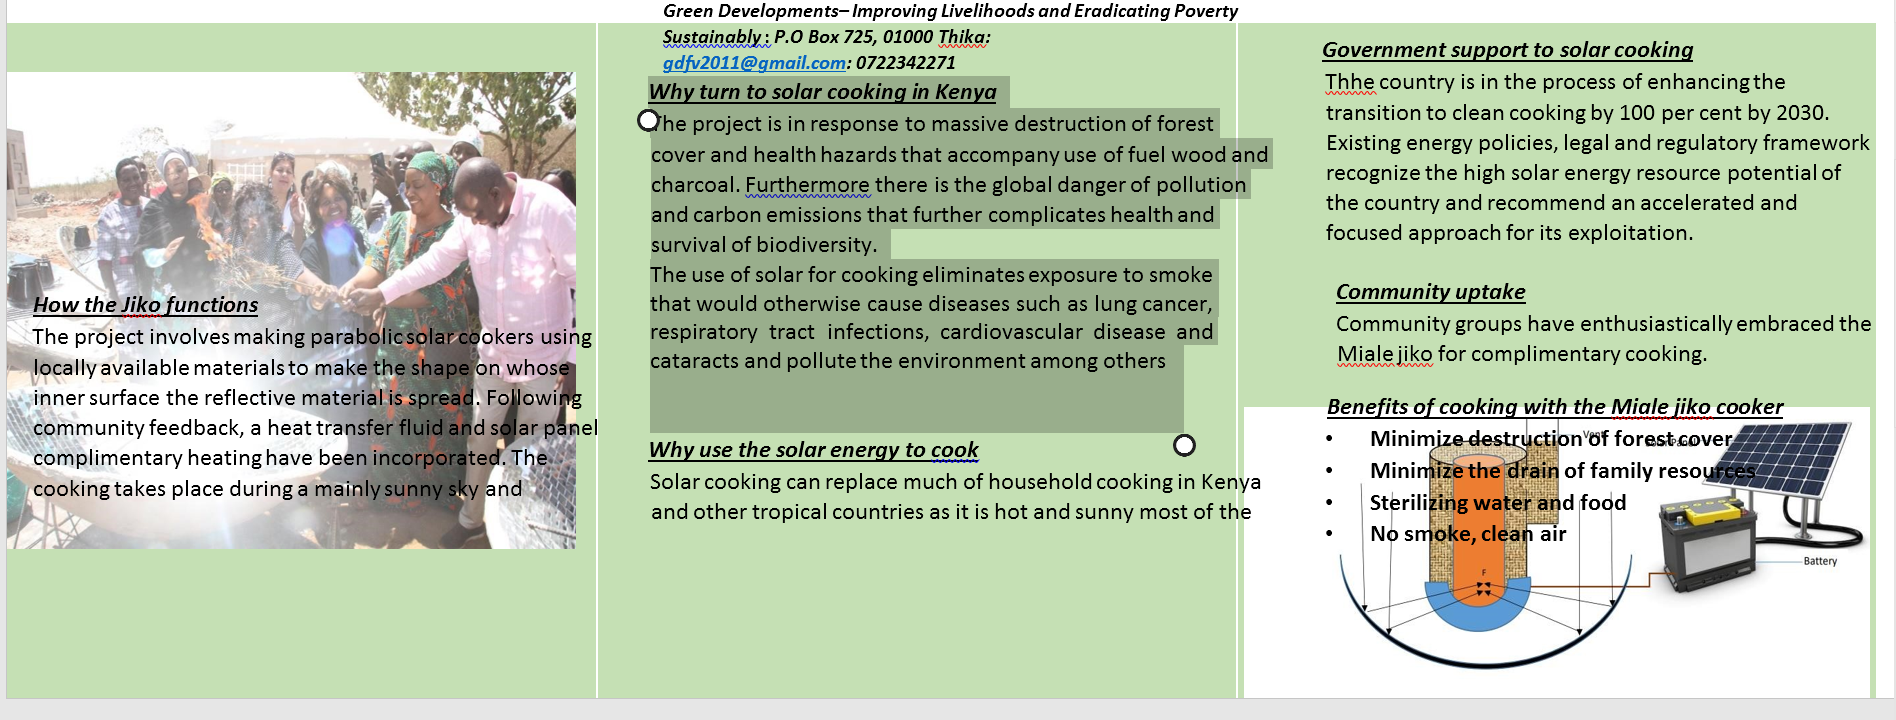 Green Developments– Improving Livelihoods and Eradicating Poverty
Sustainably : P.O Box 725, 01000 Thika:
gdfv2011@gmail.com: 0722342271
How the Jiko functions
The project involves making parabolic solar cookers using
locally available materials to make the shape on whose
inner surface the reflective material is spread. Following
community feedback, a heat transfer fluid and solar panel
complimentary heating have been incorporated. The
cooking takes place during a mainly sunny sky and
Why turn to solar cooking in Kenya
The project is in response to massive destruction of forest
cover and health hazards that accompany use of fuel wood and
charcoal. Furthermore there is the global danger of pollution
and carbon emissions that further complicates health and
survival of biodiversity.
The use of solar for cooking eliminates exposure to smoke
that would otherwise cause diseases such as lung cancer,
respiratory tract infections, cardiovascular disease and
cataracts and pollute the environment among others
Why use the solar energy to cook
Solar cooking can replace much of household cooking in Kenya
and other tropical countries as it is hot and sunny most of the
Government support to solar cooking
Thhe country is in the process of enhancing the
transition to clean cooking by 100 per cent by 2030.
Existing energy policies, legal and regulatory framework
recognize the high solar energy resource potential of
the country and recommend an accelerated and
focused approach for its exploitation.
Community uptake
Community groups have enthusiastically embraced the
Miale jiko for complimentary cooking.
Benefits of cooking with the Miale jiko cooker
• Minimize destruction of forest cover
• Minimize the drain of family resources
• Sterilizing water and food
• No smoke, clean air
Vent
Panel
F
Battery